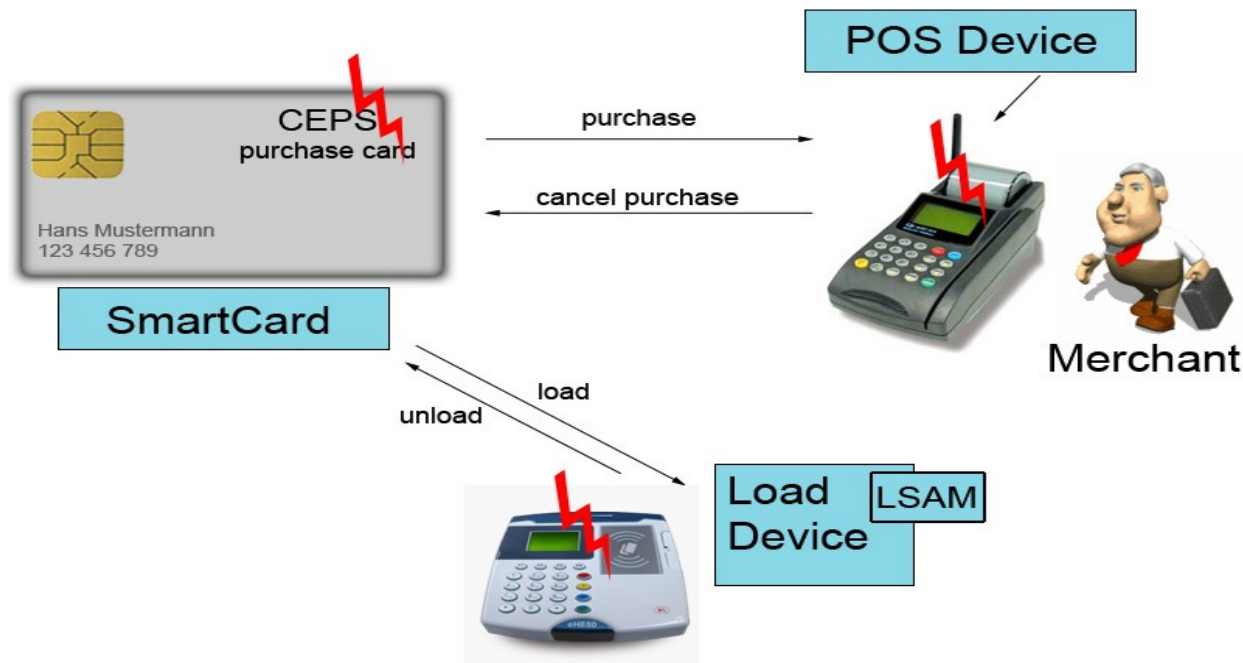 POS Device
CEPS
purchase card
purchase
cancel purchase
Hans Mustermann
123 456 789
SmartCard
Merchant
load
unload
Load
Device
LSAM
eH880